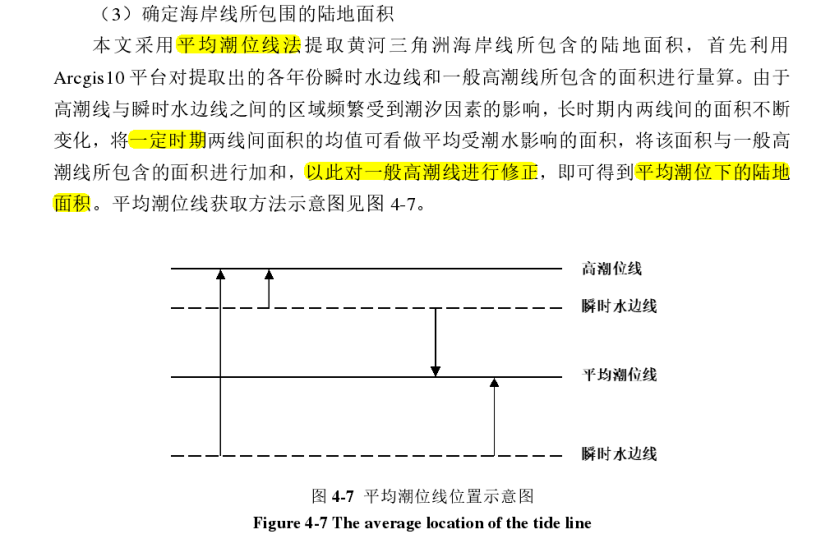 （3）确定海岸线所包围的陆地面积
本文采用平均潮位线法提取黄河三角洲海岸线所包含的陆地面积，首先利用
Arcgis10 平台对提取出的各年份瞬时水边线和一般高潮线所包含的面积进行量算。由于
高潮线与瞬时水边线之间的区域频繁受到潮汐因素的影响，长时期内两线间的面积不断
变化，将一定时期两线间面积的均值可看做平均受潮水影响的面积，将该面积与一般高
潮线所包含的面积进行加和，以此对一般高潮线进行修正，即可得到平均潮位下的陆地
面积。平均潮位线获取方法示意图见图 4-7。
高潮位线
瞬时水边线
平均潮位线
瞬时水边线
图 4-7 平均潮位线位置示意图
Figure 4-7 The average location of the tide line